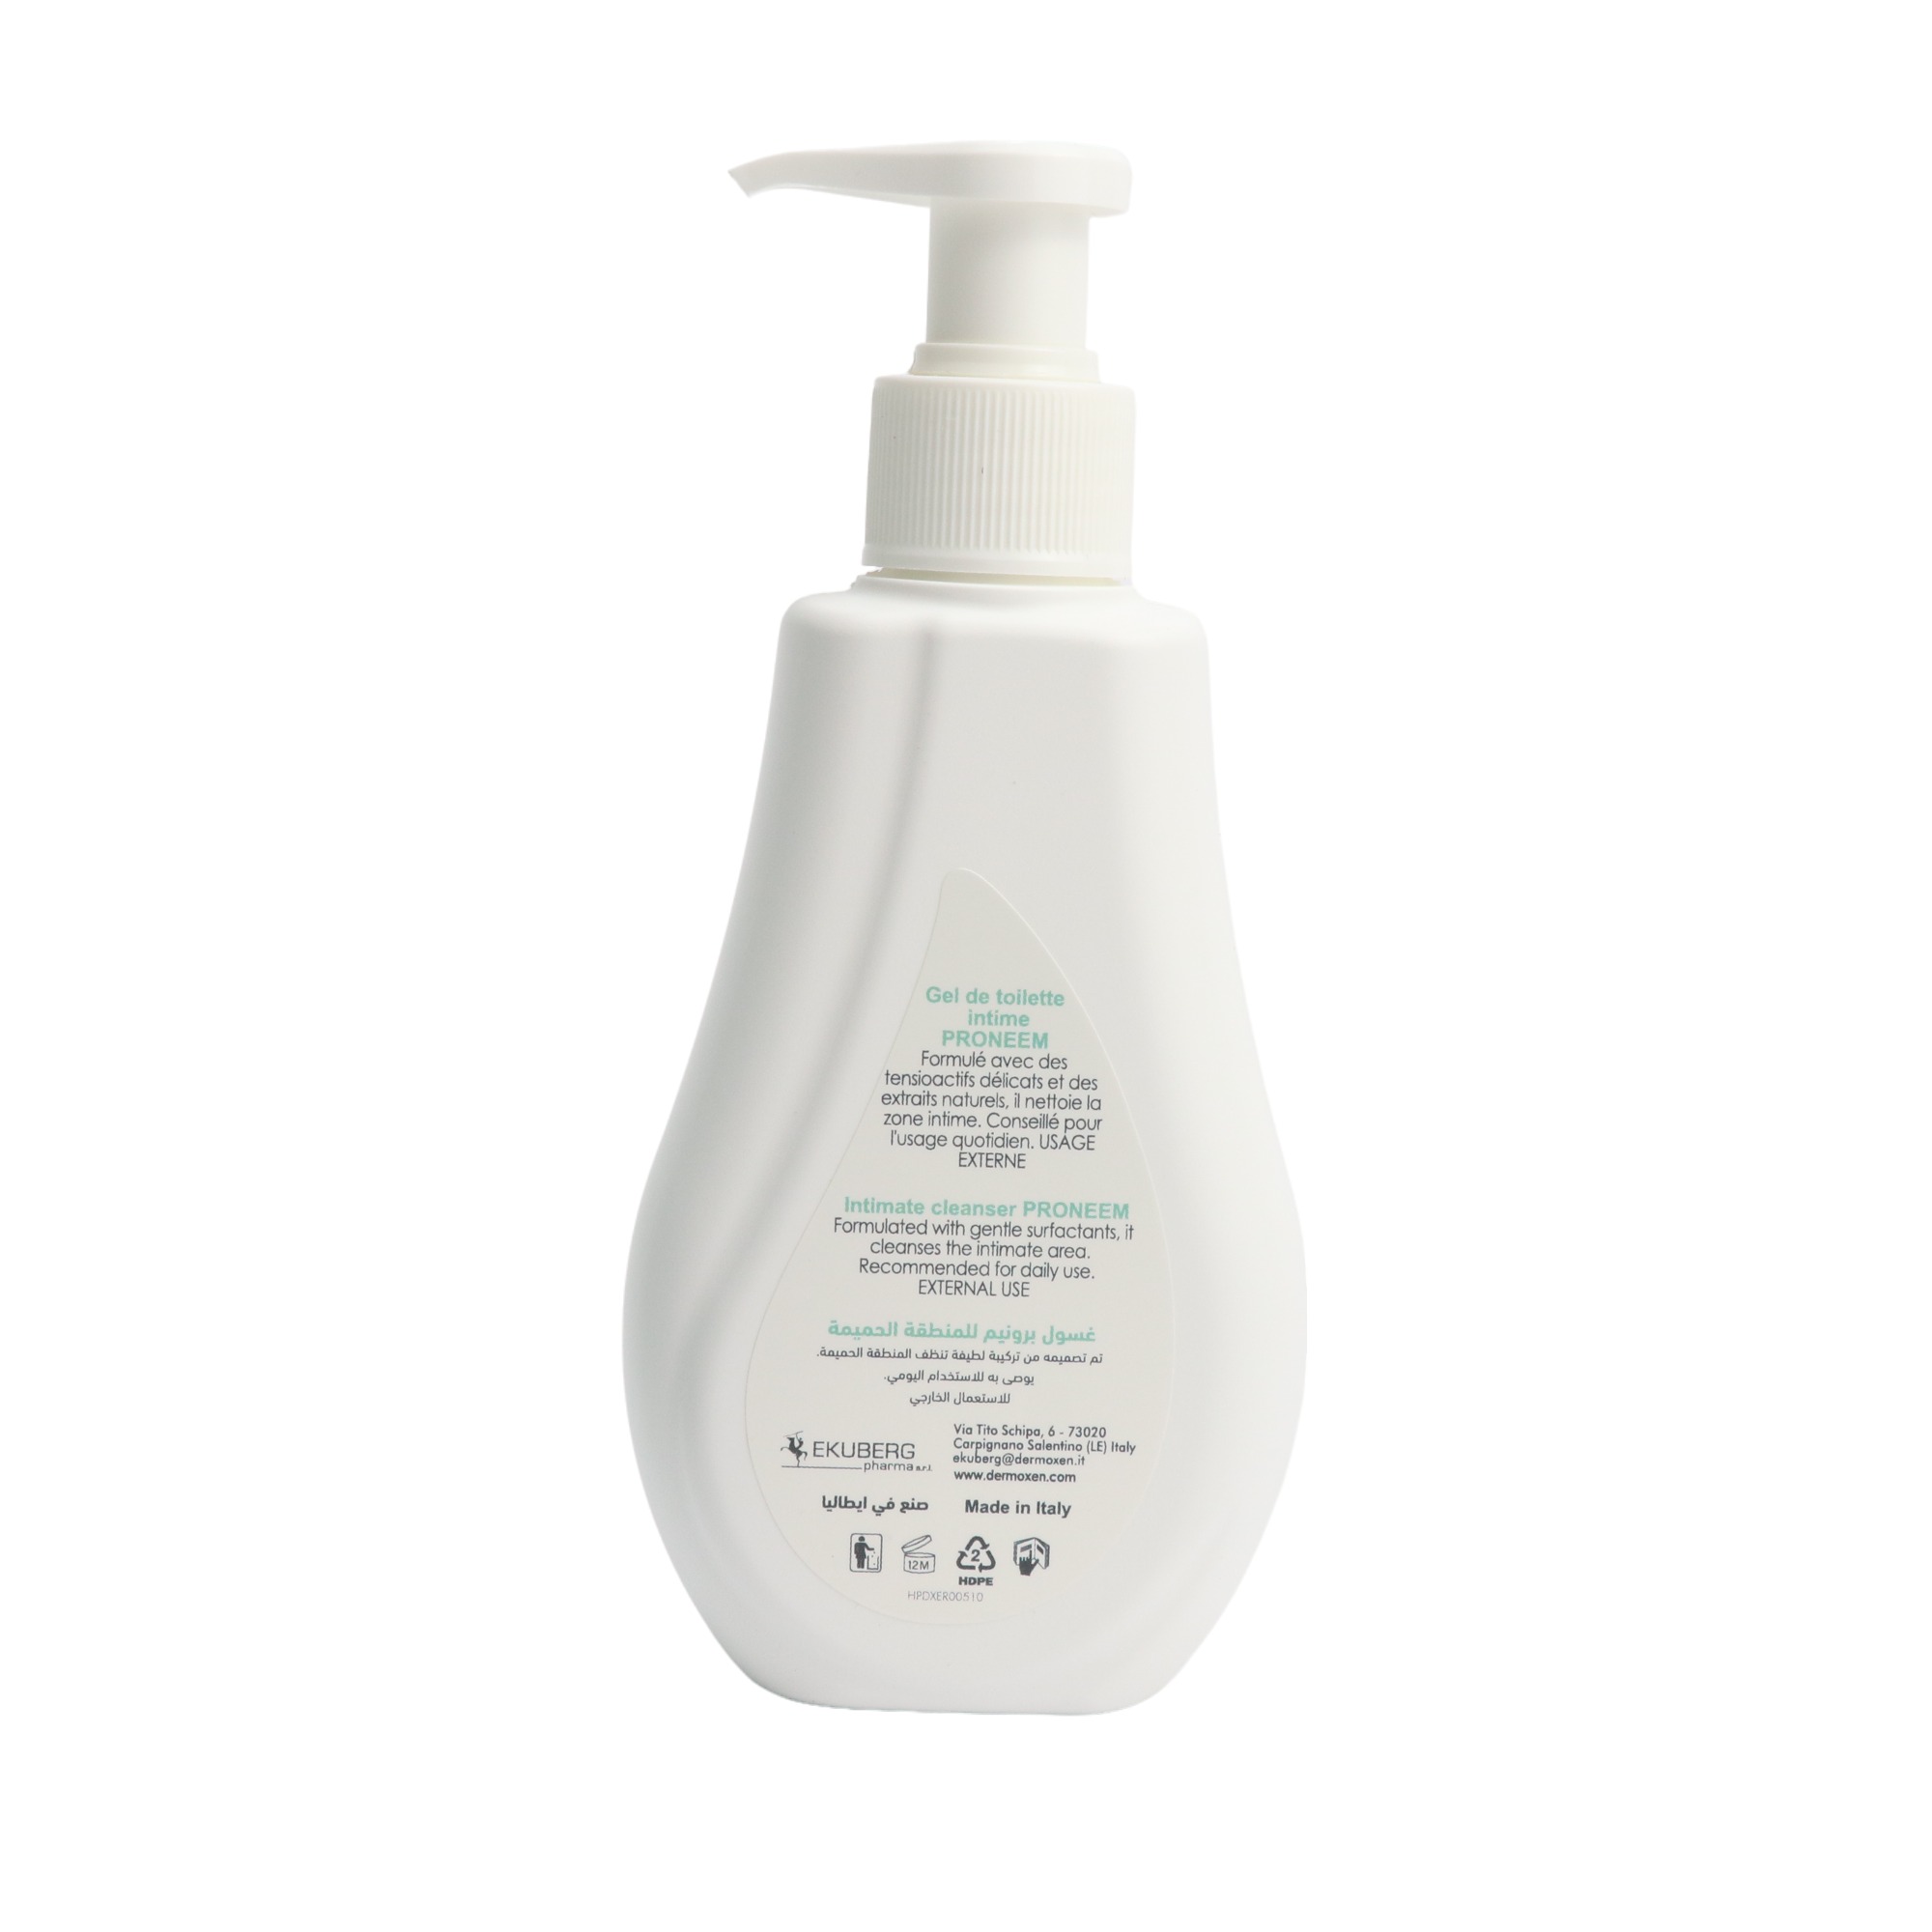 Gel de toilette
intime
PRONEEM
Formulé avec des
tensioactifs délicats et des
extraits naturels, il nettoie la
zone intime. Conseillé pour
l'usage quotidien. USAGE
EXTERNE
Intimate cleanser PRONEEM
Formulated with gentle surfactants, it
cleanses the intimate area.
Recommended for daily use.
EXTERNAL USE
غسول برونيم للمنطقة الحميمة
تم تصميمه من تركيبة لطيفة تنظف المنطقة الحميمة.
يوصى به للاستخدام اليومي.
للاستعمال الخارجي
EKUBERG
pharma s.r.l.
Via Tito Schipa, 6 - 73020
Carpignano Salentino (LE) Italy
ekuberg@dermoxen.it
www.dermoxen.com
صنع في ايطاليا
Made in Italy
12M
2
HDPE
HPDXER00510